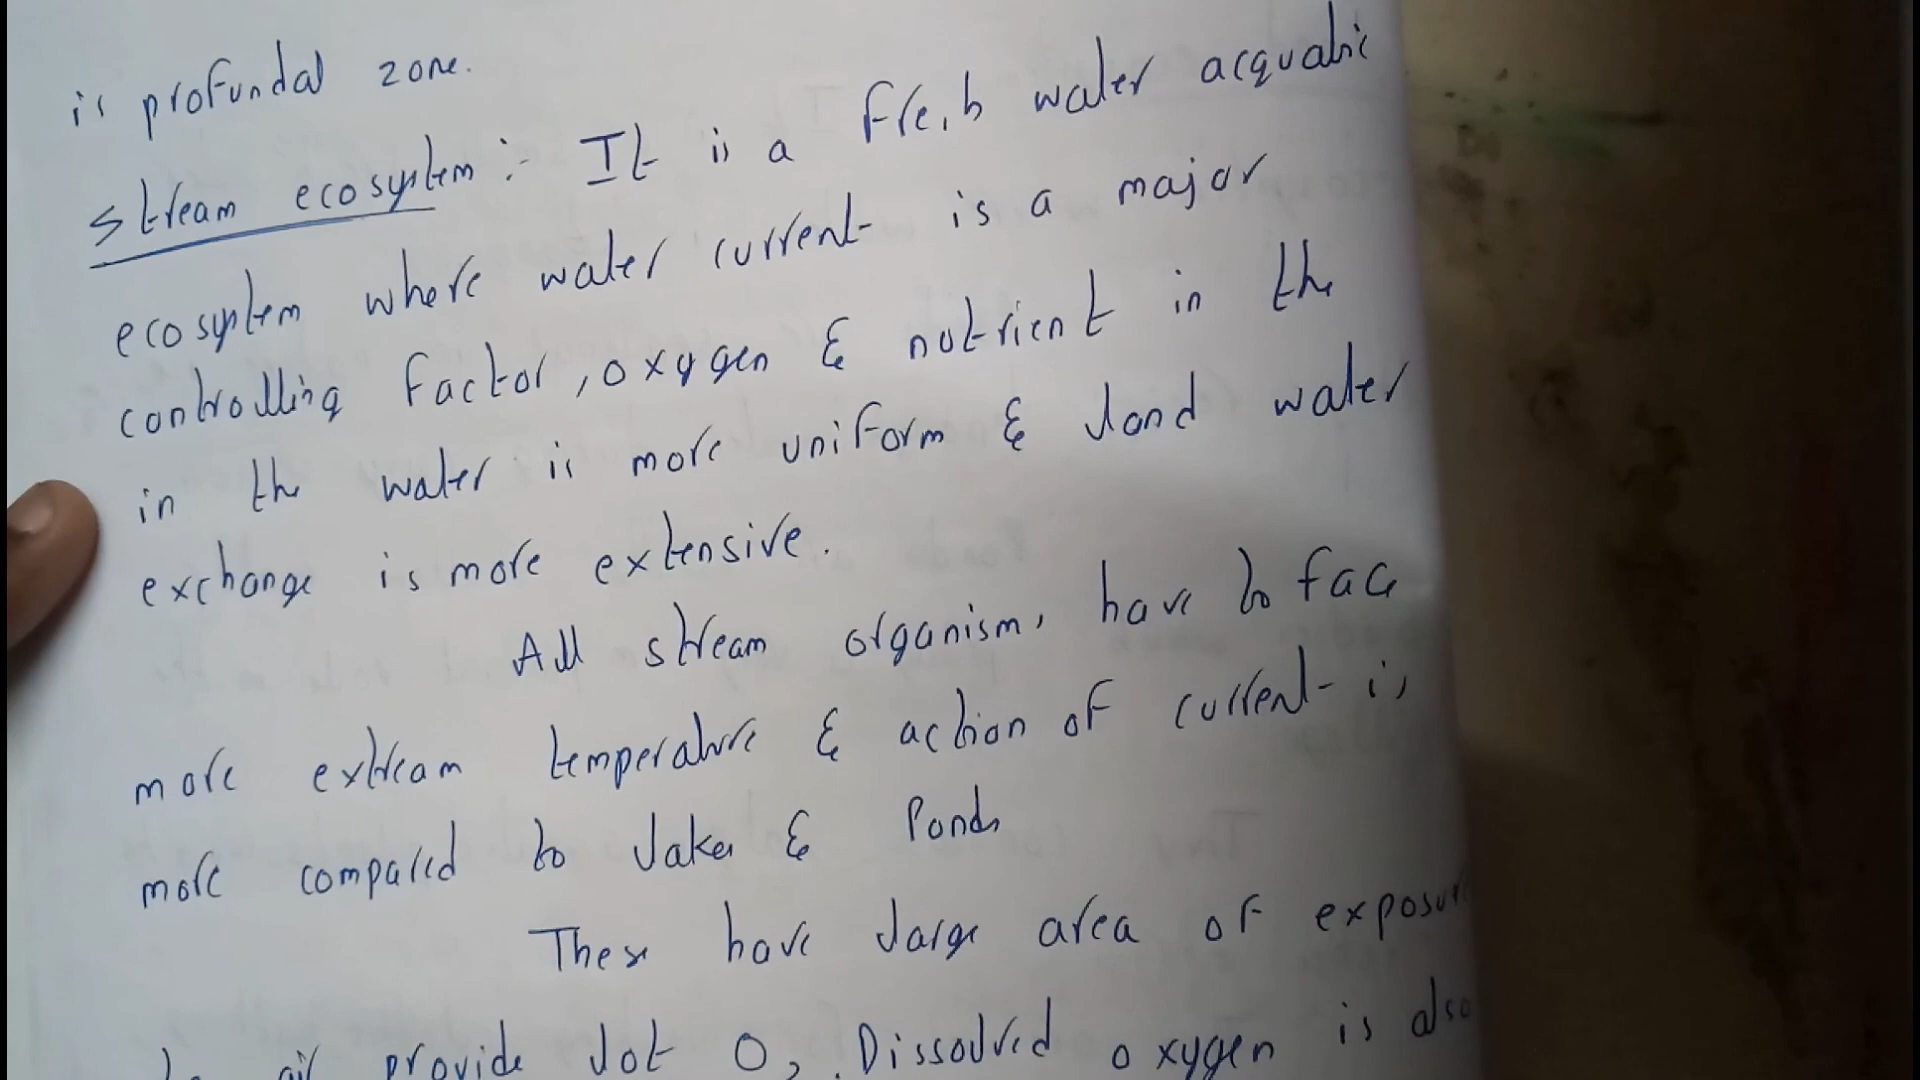 is profundal zone.
stream ecosystem :- It is a fresh water acquatic
ecosystem where water current is a major
controlling factor, oxygen & nutrient in the
in the water is more uniform & land water
exchange is more extensive.
All stream organisms have to face
more extream temperature & action of current is
more compared to lakes & Ponds
These have large area of exposure
to air provide lot O2. Dissolved oxygen is also